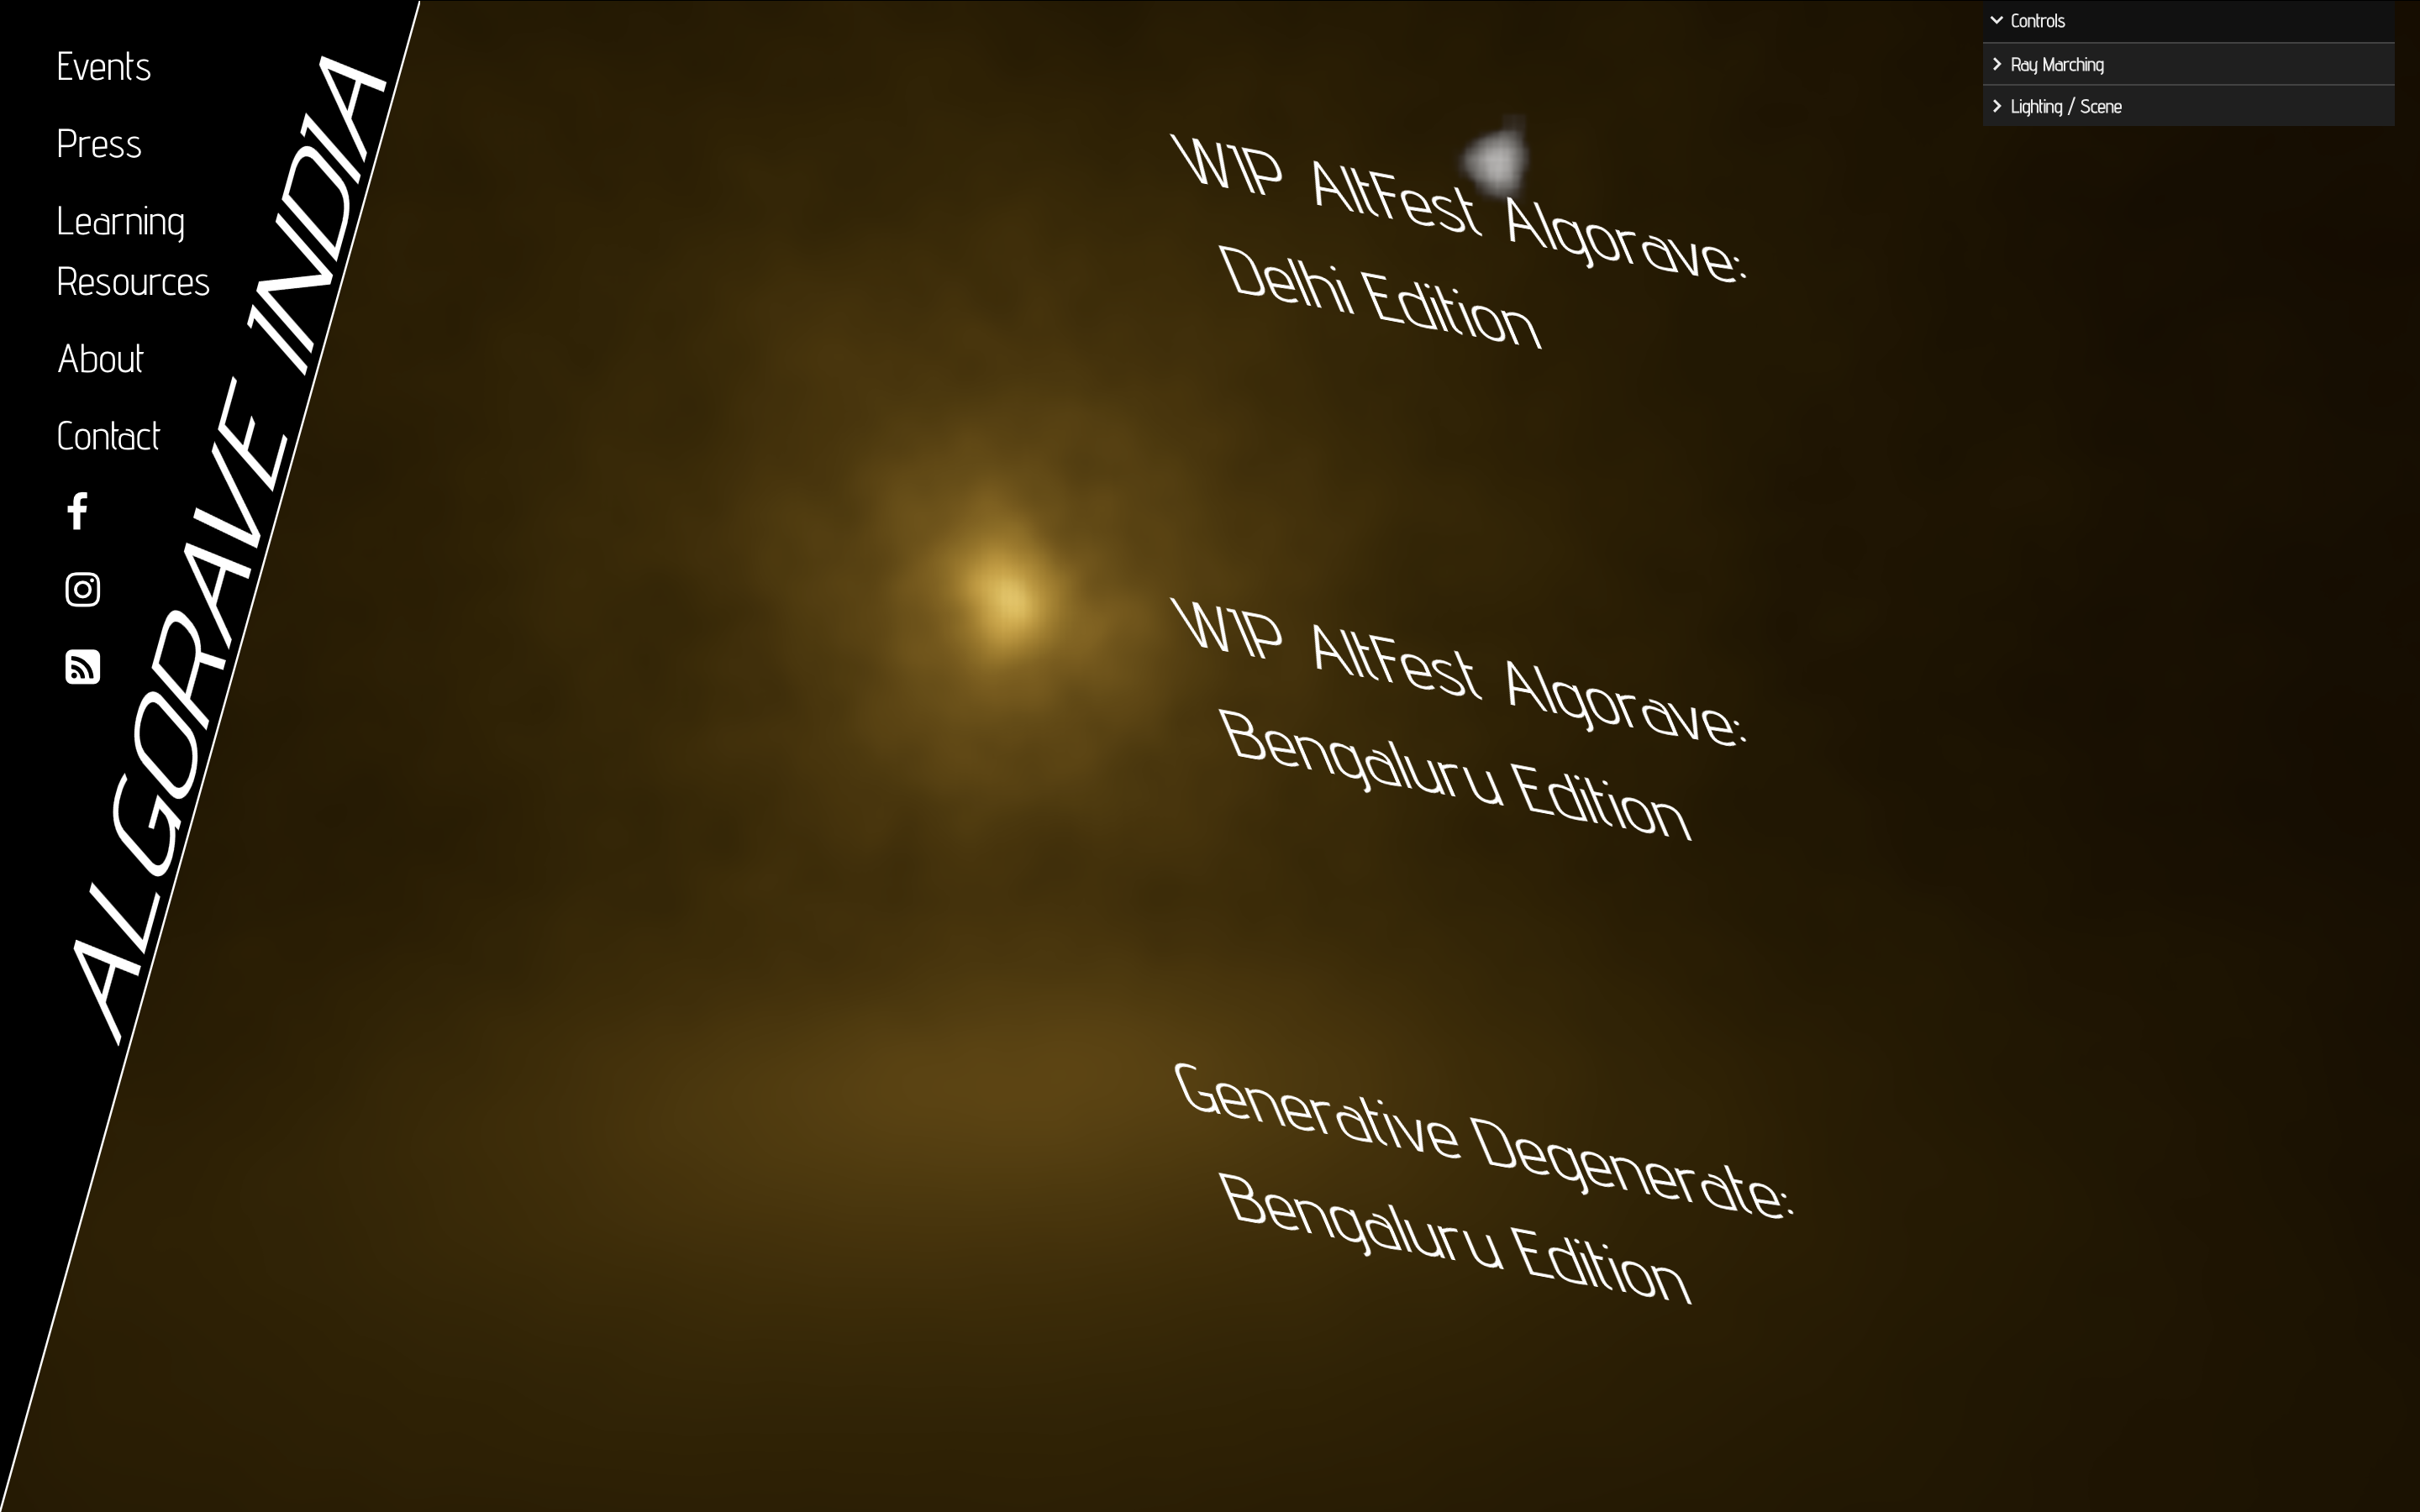 Events
Press
Learning
Resources
About
Contact
ALGORAVE INDIA
WIP AltFest Algorave:
Delhi Edition
WIP AltFest Algorave:
Bengaluru Edition
Generative Degenerate:
Bengaluru Edition
Controls
Ray Marching
Lighting / Scene